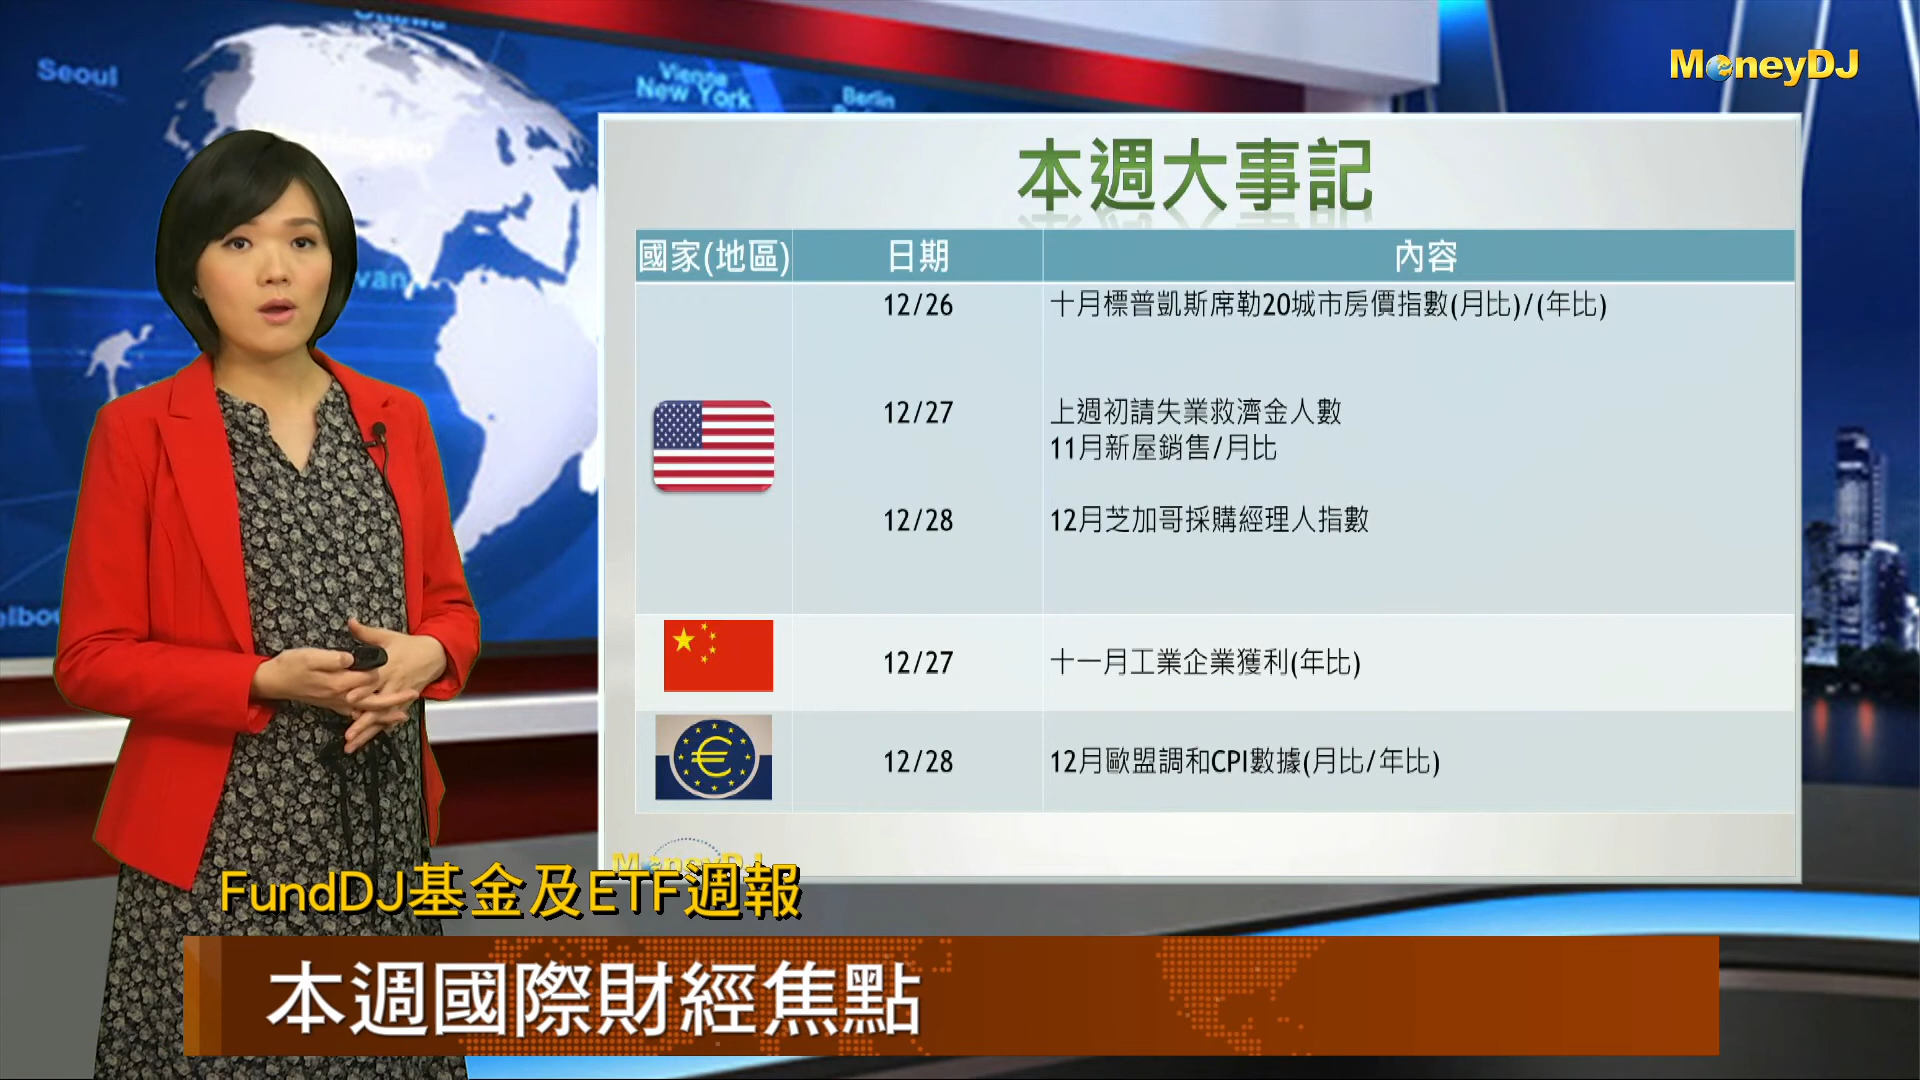 Seoul
Ottawa
Vienne
New York
Berlin
Washington
MoneyDJ
本週大事記
國家(地區)
日期
內容
12/26
十月標普凱斯席勒20城市房價指數(月比)/(年比)
12/27
上週初請失業救濟金人數
11月新屋銷售/月比
12/28
12月芝加哥採購經理人指數
12/27
十一月工業企業獲利(年比)
12/28
12月歐盟調和CPI數據(月比/年比)
MoneyDJ
FundDJ基金及ETF週報
本週國際財經焦點